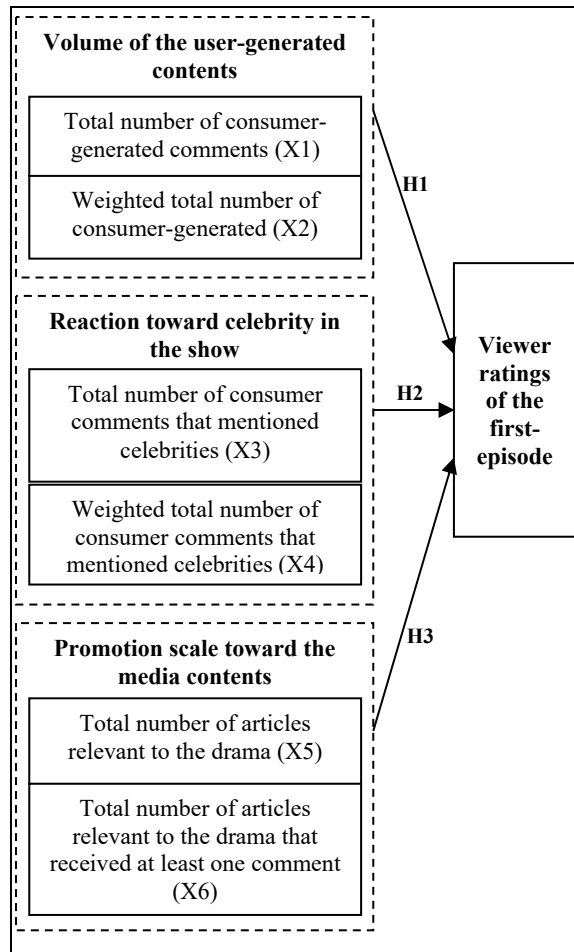 Volume of the user-generated
contents
Total number of consumer-
generated comments (X1)
Weighted total number of
consumer-generated (X2)
H1
Reaction toward celebrity in
the show
Total number of consumer
comments that mentioned
celebrities (X3)
Weighted total number of
consumer comments that
mentioned celebrities (X4)
H2
Viewer
ratings
of the
first-
episode
Promotion scale toward the
media contents
Total number of articles
relevant to the drama (X5)
Total number of articles
relevant to the drama that
received at least one comment
(X6)
H3